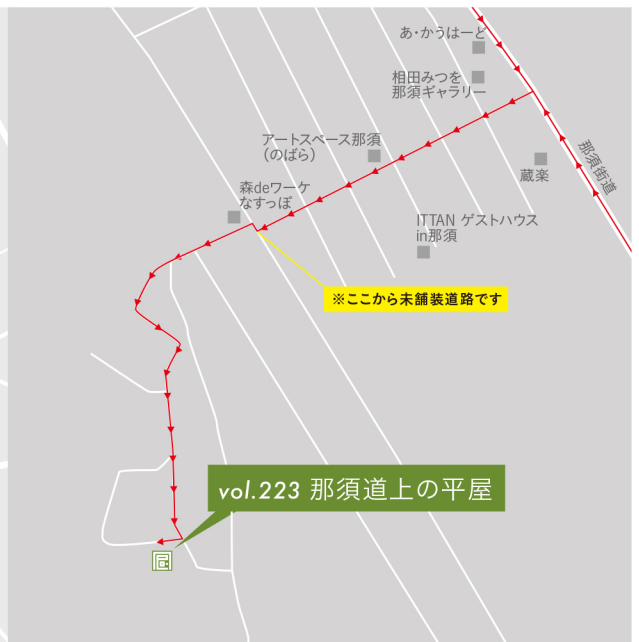 あ・かうはーど
相田みつを
那須ギャラリー
那須街道
アートスペース那須
（のばら）
蔵楽
森deワーケ
なすっぽ
ITTAN ゲストハウス
in那須
※ここから未舗装道路です
vol.223 那須道上の平屋